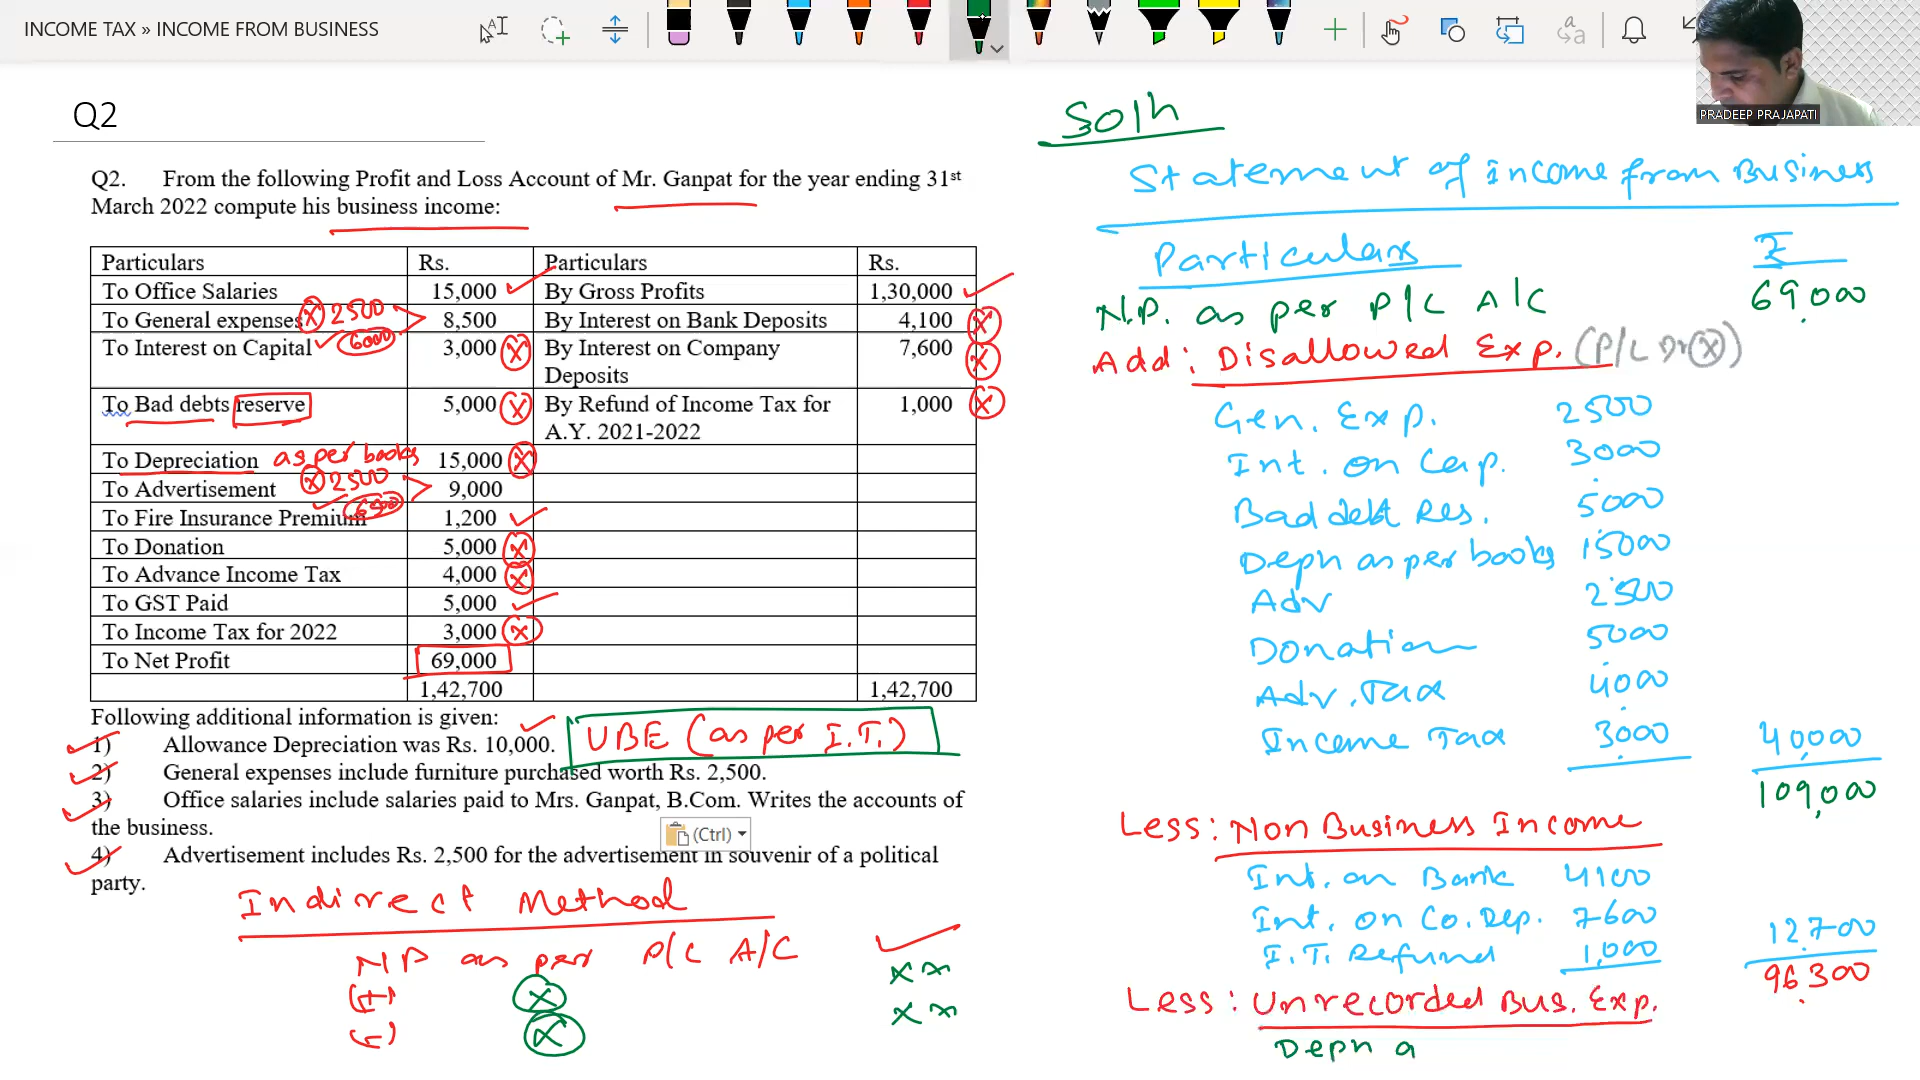 INCOME TAX » INCOME FROM BUSINESS
PRADEEP PRAJAPATI
Q2
Q2. From the following Profit and Loss Account of Mr. Ganpat for the year ending 31st
March 2022 compute his business income:
Particulars Rs. Particulars Rs.
To Office Salaries 15,000 By Gross Profits 1,30,000
To General expenses 2500 8,500 By Interest on Bank Deposits 4,100
To Interest on Capital 6000 3,000 By Interest on Company Deposits 7,600
To Bad debts reserve 5,000 By Refund of Income Tax for A.Y. 2021-2022 1,000
To Depreciation as per books 15,000
To Advertisement 2500 9,000
To Fire Insurance Premium 6500 1,200
To Donation 5,000
To Advance Income Tax 4,000
To GST Paid 5,000
To Income Tax for 2022 3,000
To Net Profit 69,000
1,42,700 1,42,700
Following additional information is given:
1) Allowance Depreciation was Rs. 10,000. UBE (as per I.T.)
2) General expenses include furniture purchased worth Rs. 2,500.
3) Office salaries include salaries paid to Mrs. Ganpat, B.Com. Writes the accounts of
the business.
(Ctrl)
4) Advertisement includes Rs. 2,500 for the advertisement in souvenir of a political
party.
Indirect Method
NP as per P/L A/C
(+) x xx
(-) x xx
Soln
Statement of Income from Business
Particulars ₹
N.P. as per P/L A/C 69,000
Add: Disallowed Exp. (P/L Dr x)
Gen. Exp. 2500
Int. on Cap. 3000
Bad debt Res. 5000
Depn as per books 15000
Adv 2500
Donation 5000
Adv. Tax 4000
Income Tax 3000 40000
109,000
Less: Non Business Income
Int. on Bank 4100
Int. on Co. Dep. 7600
I.T. Refund 1,000 12,700
96,300
Less: Unrecorded Bus. Exp.
Depn a